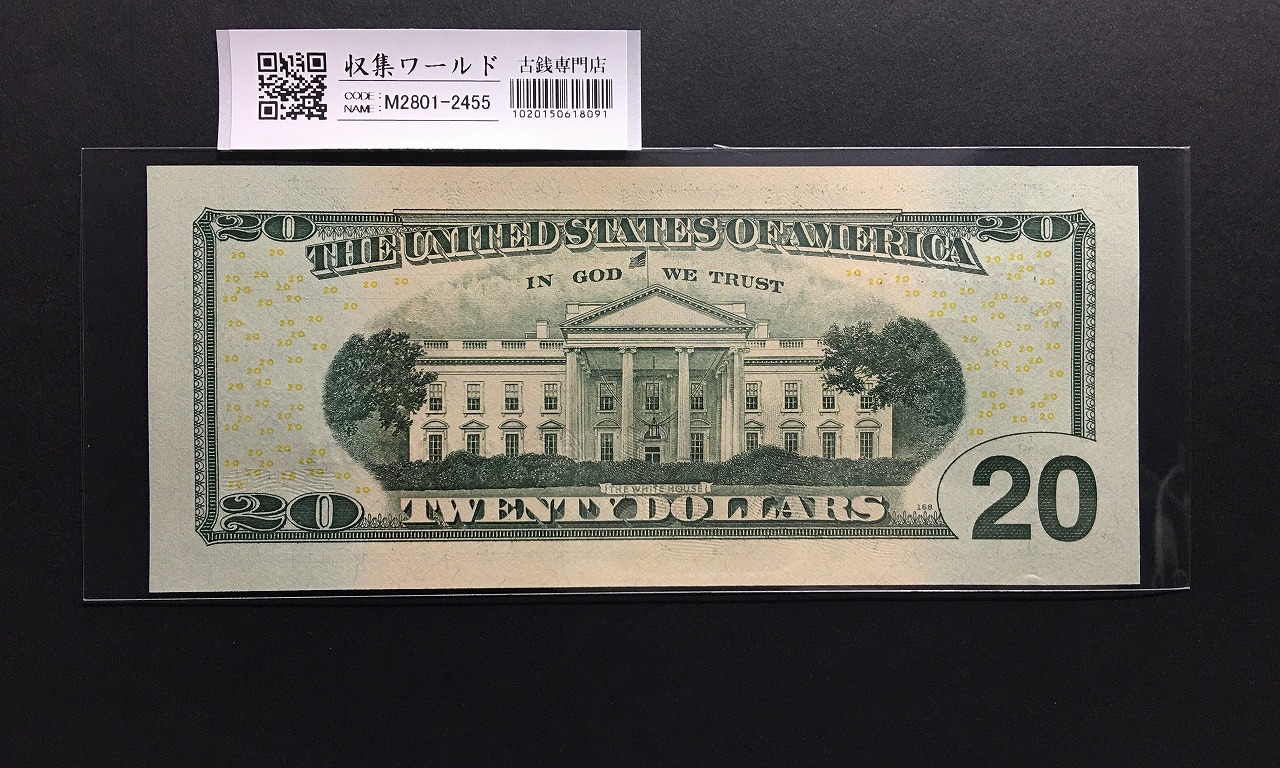 収集ワールド 古銭専門店
CODE:
NAME: M2801-2455
1020150618091
20 20
THE UNITED STATES OF AMERICA
IN GOD WE TRUST
THE WHITE HOUSE
20 TWENTY DOLLARS 168 20